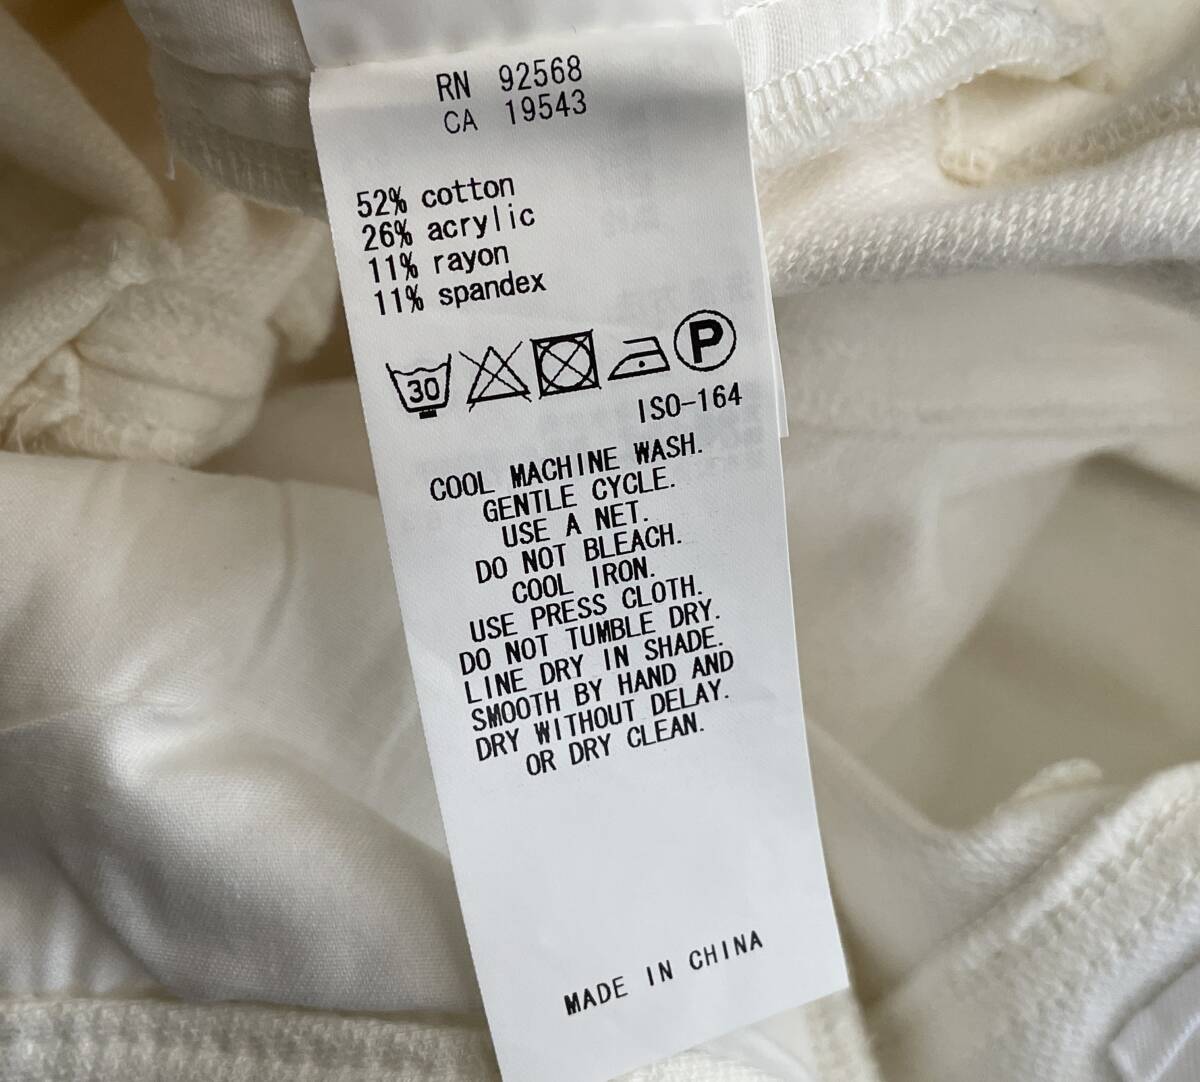 RN 92568
CA 19543
52% cotton
26% acrylic
11% rayon
11% spandex
30 P
ISO-164
COOL MACHINE WASH.
GENTLE CYCLE.
USE A NET.
DO NOT BLEACH.
COOL IRON.
USE PRESS CLOTH.
DO NOT TUMBLE DRY.
LINE DRY IN SHADE.
SMOOTH BY HAND AND
DRY WITHOUT DELAY.
OR DRY CLEAN.
MADE IN CHINA